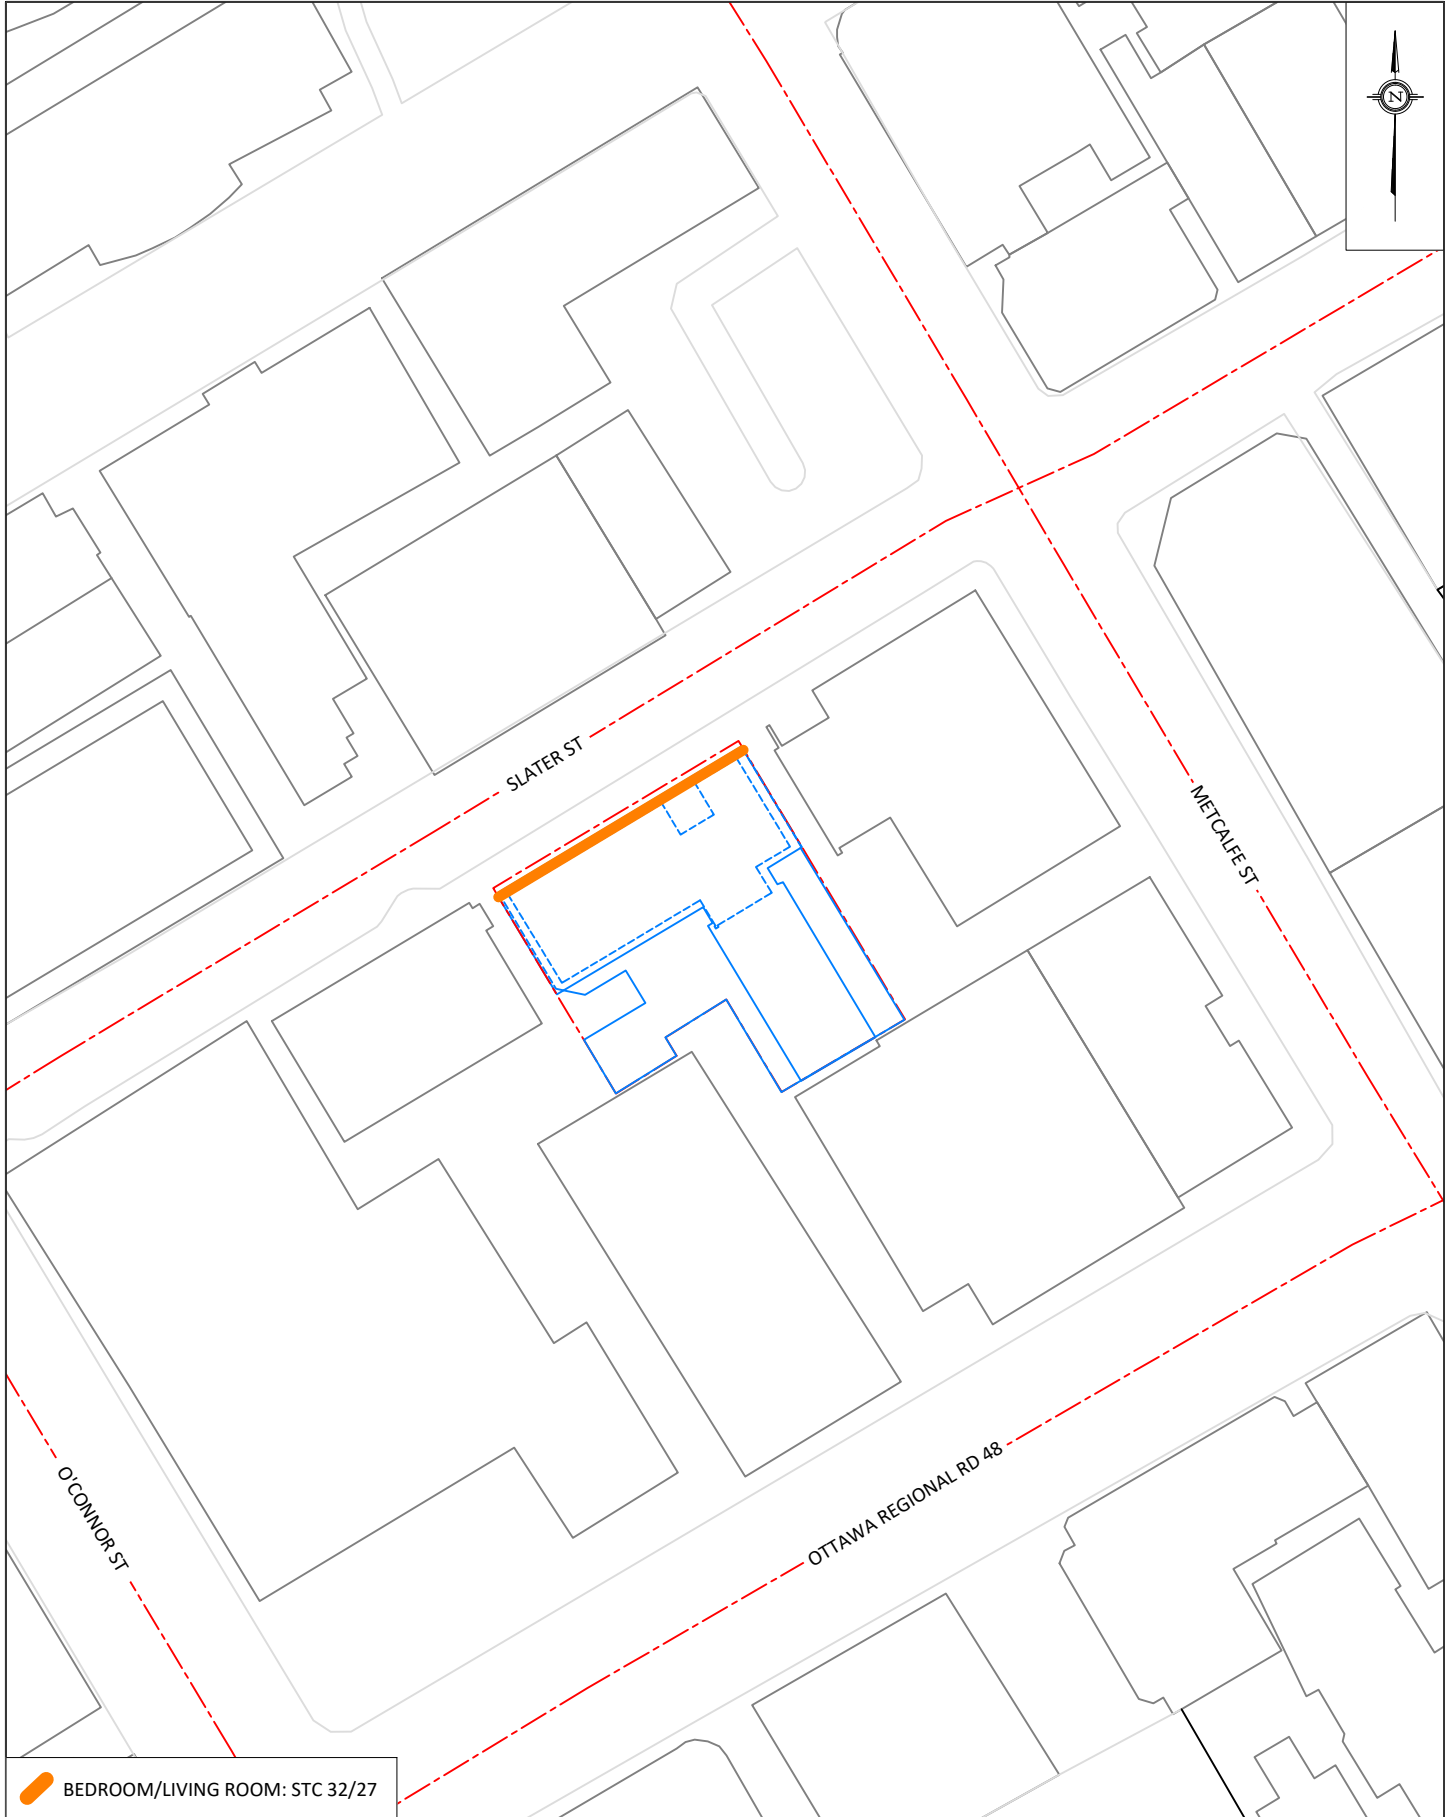 N
SLATER ST
METCALFE ST
O'CONNOR ST
OTTAWA REGIONAL RD 48
BEDROOM/LIVING ROOM: STC 32/27